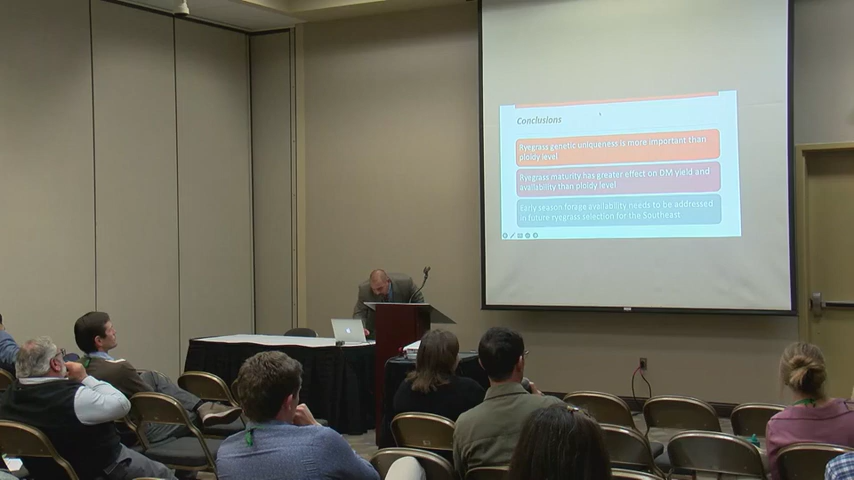 Conclusions
Ryegrass genetic uniqueness is more important than
ploidy level
Ryegrass maturity has greater effect on DM yield and
availability than ploidy level
Early season forage availability needs to be addressed
in future ryegrass selection for the Southeast